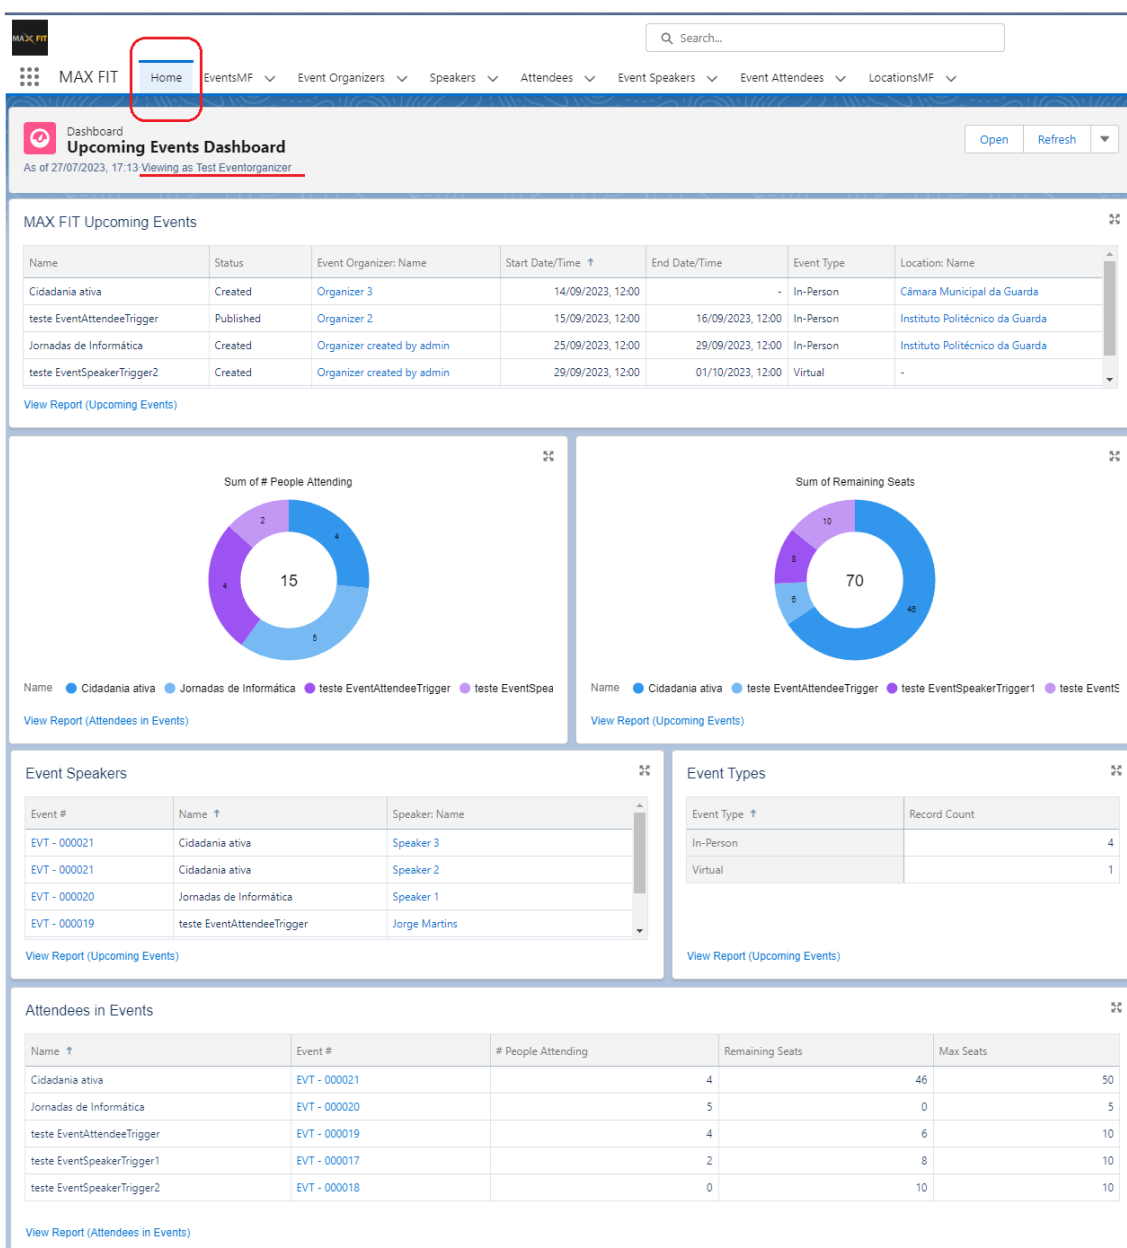 MAX FIT
Search...
MAX FIT Home EventsMF Event Organizers Speakers Attendees Event Speakers Event Attendees LocationsMF
Dashboard
Upcoming Events Dashboard
As of 27/07/2023, 17:13·Viewing as Test Eventorganizer
Open Refresh
MAX FIT Upcoming Events
Name Status Event Organizer: Name Start Date/Time ↑ End Date/Time Event Type Location: Name
Cidadania ativa Created Organizer 3 14/09/2023, 12:00 - In-Person Câmara Municipal da Guarda
teste EventAttendeeTrigger Published Organizer 2 15/09/2023, 12:00 16/09/2023, 12:00 In-Person Instituto Politécnico da Guarda
Jornadas de Informática Created Organizer created by admin 25/09/2023, 12:00 29/09/2023, 12:00 In-Person Instituto Politécnico da Guarda
teste EventSpeakerTrigger2 Created Organizer created by admin 29/09/2023, 12:00 01/10/2023, 12:00 Virtual -
View Report (Upcoming Events)
Sum of # People Attending
2
4
15
4
5
Name Cidadania ativa Jornadas de Informática teste EventAttendeeTrigger teste EventSpea
View Report (Attendees in Events)
Sum of Remaining Seats
10
8
70
6
46
Name Cidadania ativa teste EventAttendeeTrigger teste EventSpeakerTrigger1 teste EventS
View Report (Upcoming Events)
Event Speakers
Event # Name ↑ Speaker: Name
EVT - 000021 Cidadania ativa Speaker 3
EVT - 000021 Cidadania ativa Speaker 2
EVT - 000020 Jornadas de Informática Speaker 1
EVT - 000019 teste EventAttendeeTrigger Jorge Martins
View Report (Upcoming Events)
Event Types
Event Type ↑ Record Count
In-Person 4
Virtual 1
View Report (Upcoming Events)
Attendees in Events
Name ↑ Event # # People Attending Remaining Seats Max Seats
Cidadania ativa EVT - 000021 4 46 50
Jornadas de Informática EVT - 000020 5 0 5
teste EventAttendeeTrigger EVT - 000019 4 6 10
teste EventSpeakerTrigger1 EVT - 000017 2 8 10
teste EventSpeakerTrigger2 EVT - 000018 0 10 10
View Report (Attendees in Events)